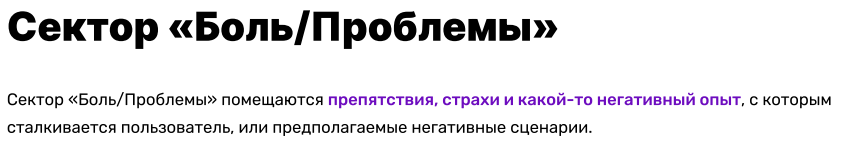 Сектор «Боль/Проблемы»
Сектор «Боль/Проблемы» помещаются препятствия, страхи и какой-то негативный опыт, с которым
сталкивается пользователь, или предполагаемые негативные сценарии.